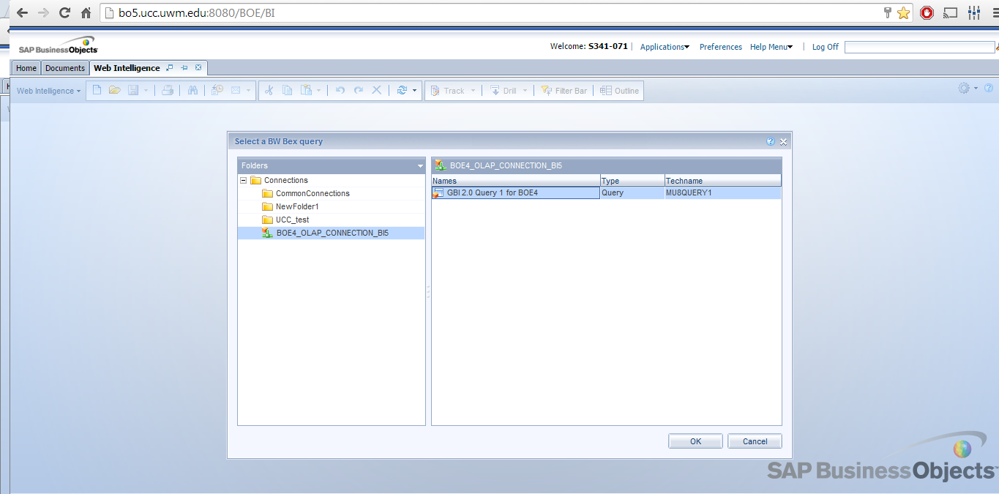 bo5.ucc.uwm.edu:8080/BOE/BI
SAP BusinessObjects
Welcome: S341-071 | Applications Preferences Help Menu | Log Off
Home Documents Web Intelligence
Web Intelligence Track Drill Filter Bar Outline
Select a BW Bex query
Folders
Connections
CommonConnections
NewFolder1
UCC_test
BOE4_OLAP_CONNECTION_BI5
BOE4_OLAP_CONNECTION_BI5
Names Type Techname
GBI 2.0 Query 1 for BOE4 Query MU8QUERY1
OK Cancel
SAP BusinessObjects™